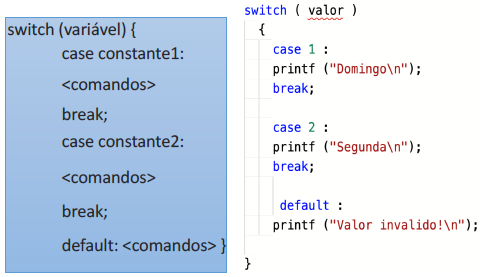 switch (variável) {
case constante1:
<comandos>
break;
case constante2:
<comandos>
break;
default: <comandos> }
switch ( valor )
{
case 1 :
printf ("Domingo\n");
break;
case 2 :
printf ("Segunda\n");
break;
default :
printf ("Valor invalido!\n");
}